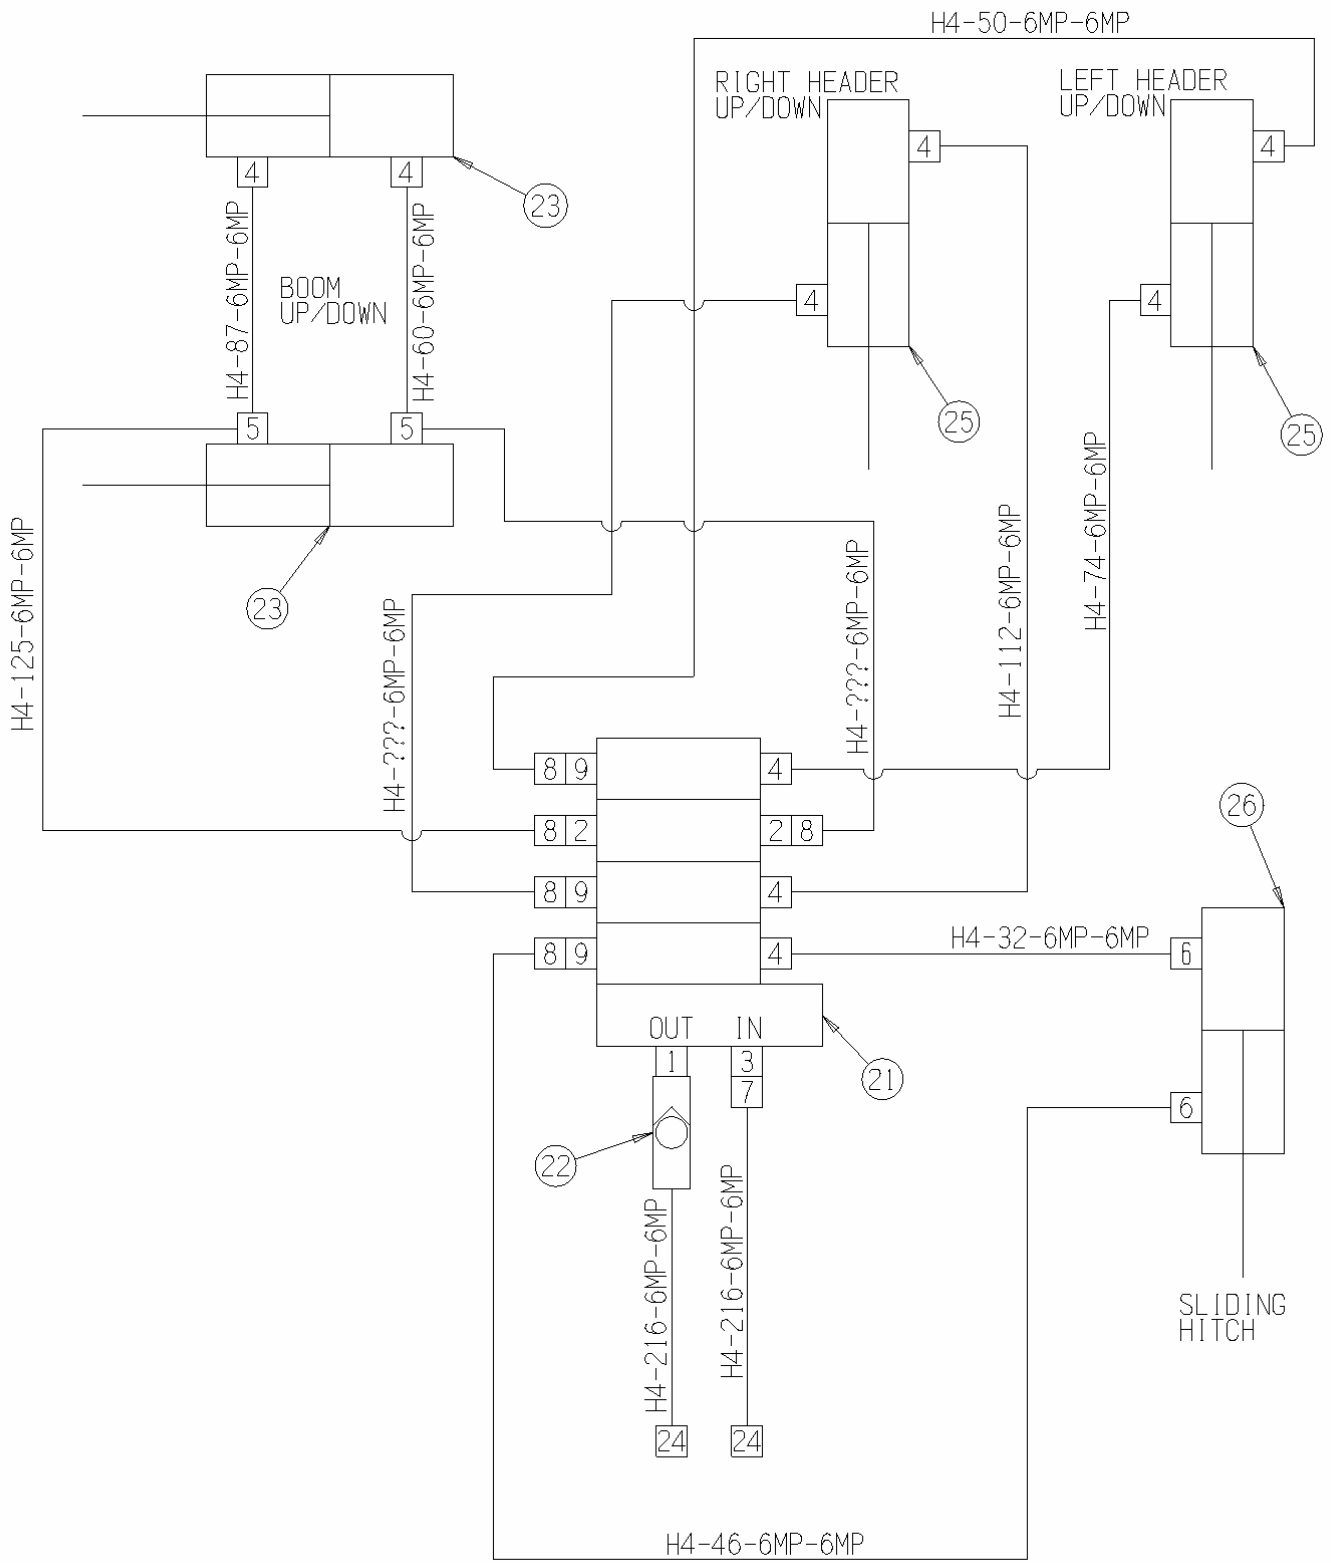 H4-50-6MP-6MP
RIGHT HEADER
UP/DOWN
LEFT HEADER
UP/DOWN
4
4
4
4
23
H4-87-6MP-6MP
H4-60-6MP-6MP
BOOM
UP/DOWN
4
4
5
5
25
25
23
H4-125-6MP-6MP
H4-???-6MP-6MP
H4-???-6MP-6MP
H4-112-6MP-6MP
H4-74-6MP-6MP
8 9
4
8 2
2 8
8 9
4
8 9
4
26
H4-32-6MP-6MP
6
OUT IN
1
3
7
21
6
22
H4-216-6MP-6MP
H4-216-6MP-6MP
SLIDING
HITCH
24
24
H4-46-6MP-6MP